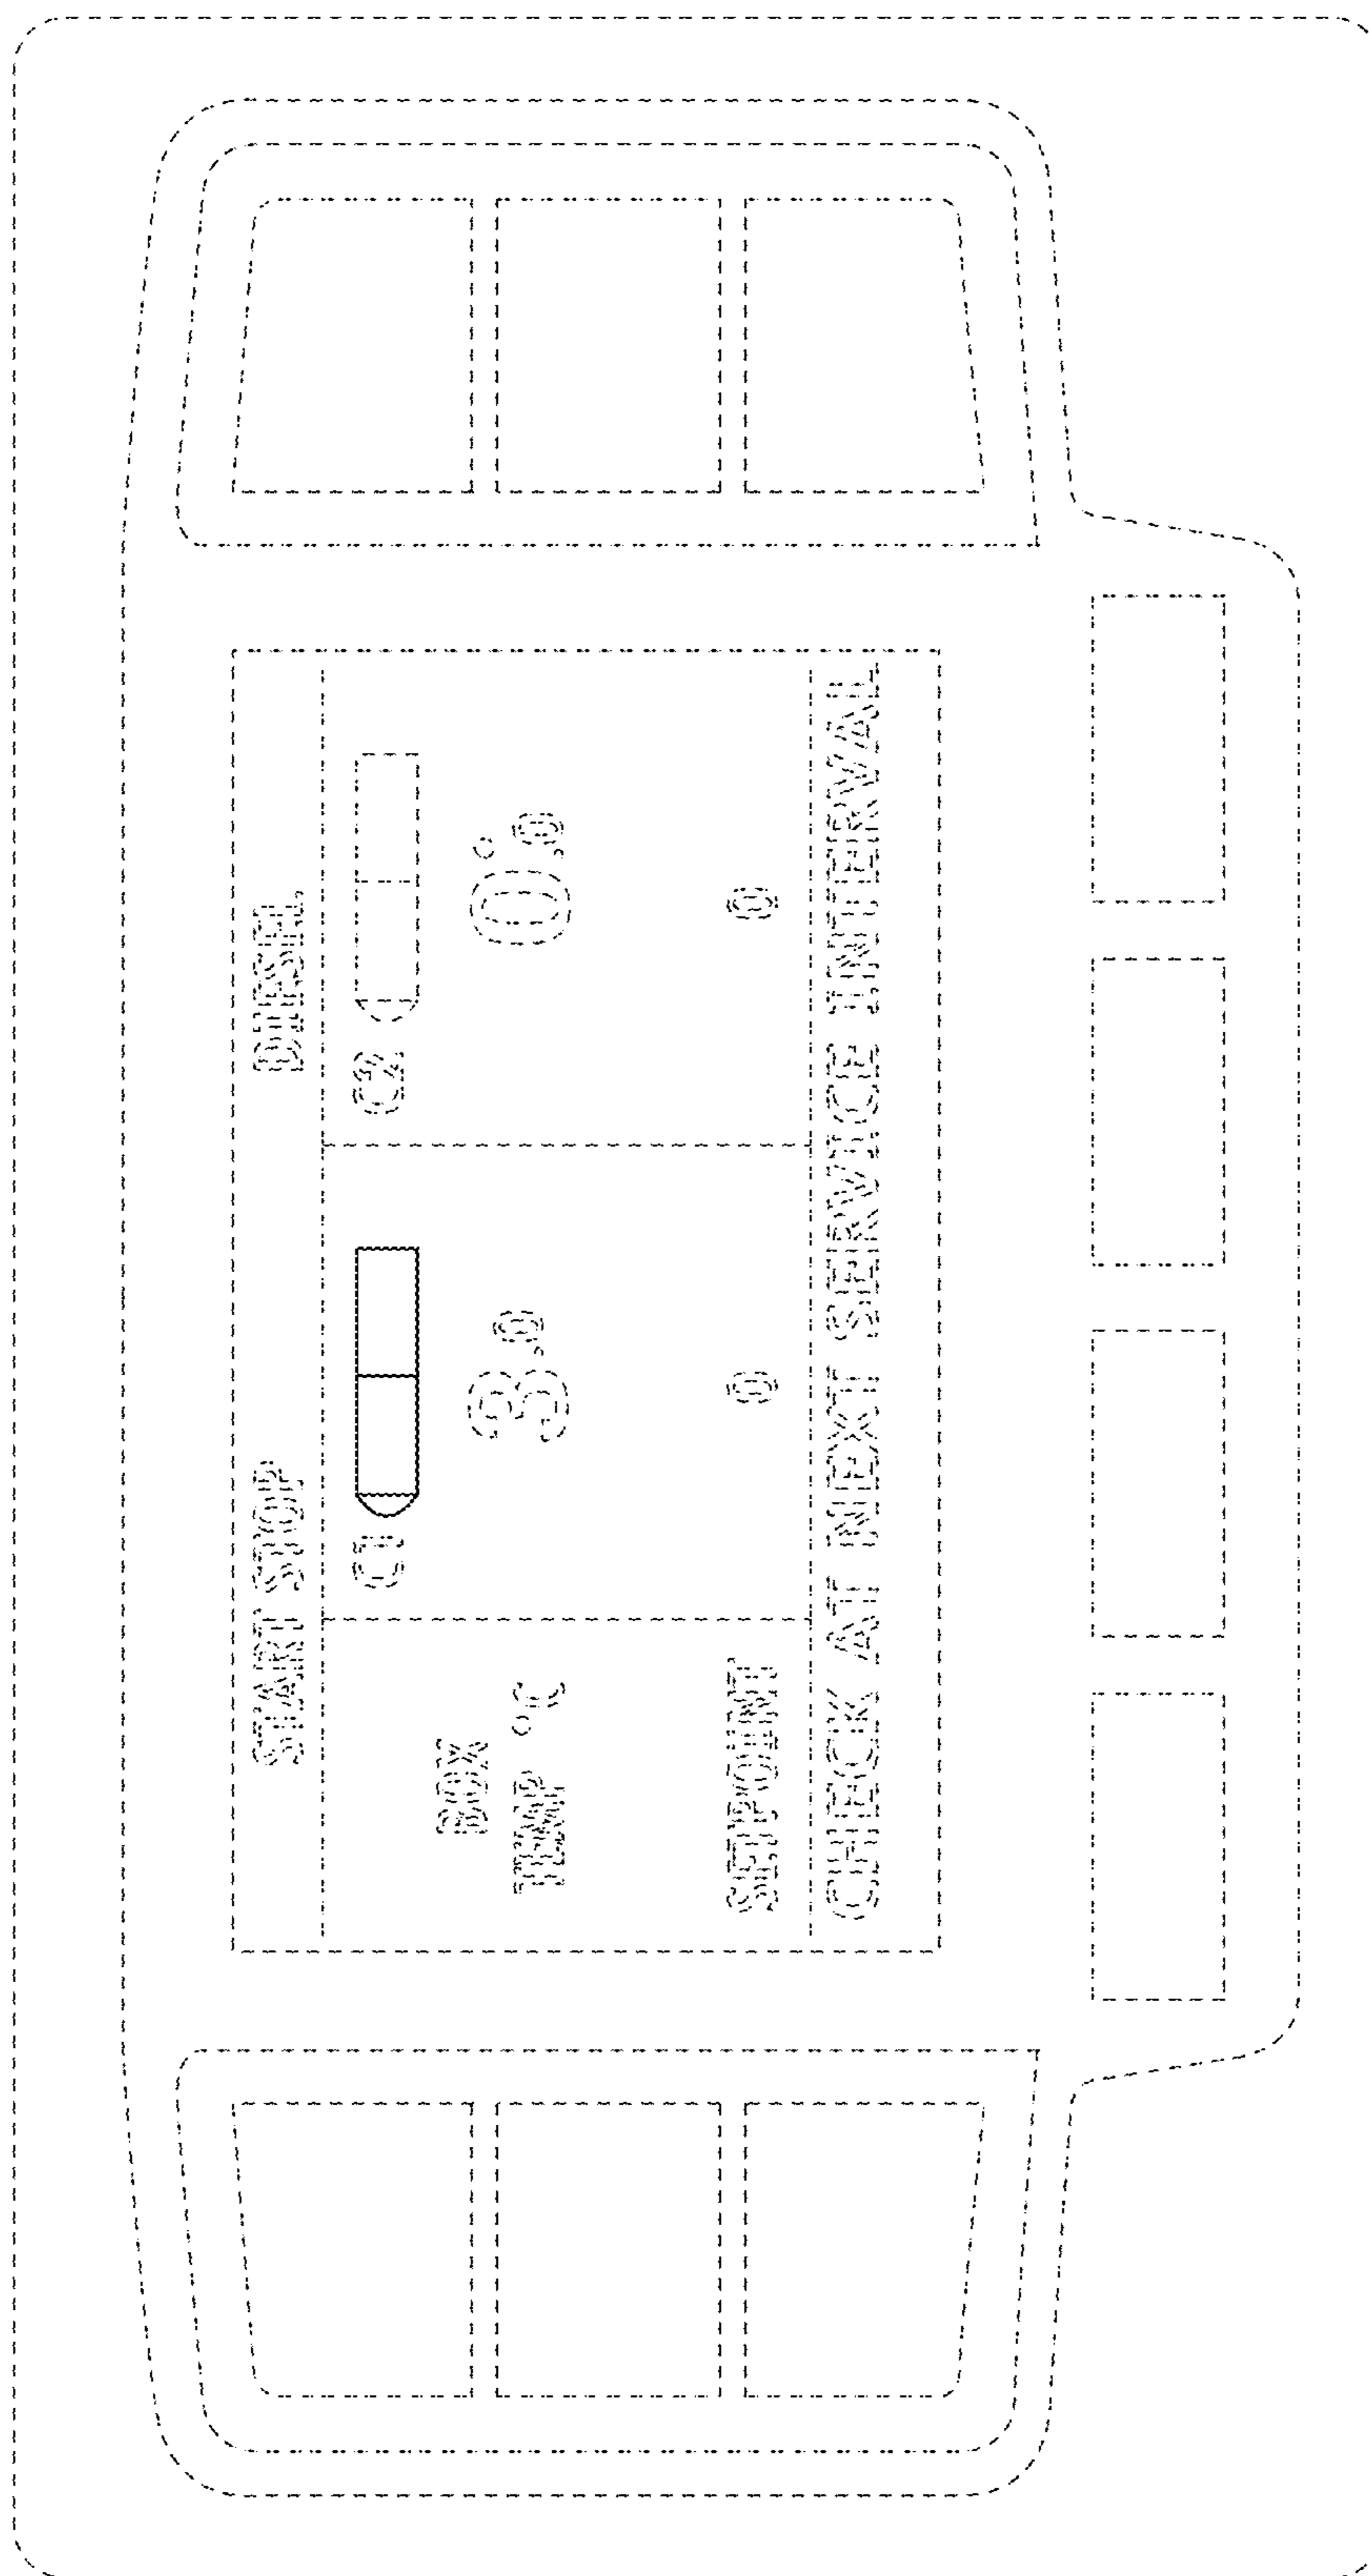 START STOP DIESEL
C1 C2
BOX
TEMP °C 3.0 0°.0
SETPOINT 0 0
CHECK AT NEXT SERVICE INTERVAL